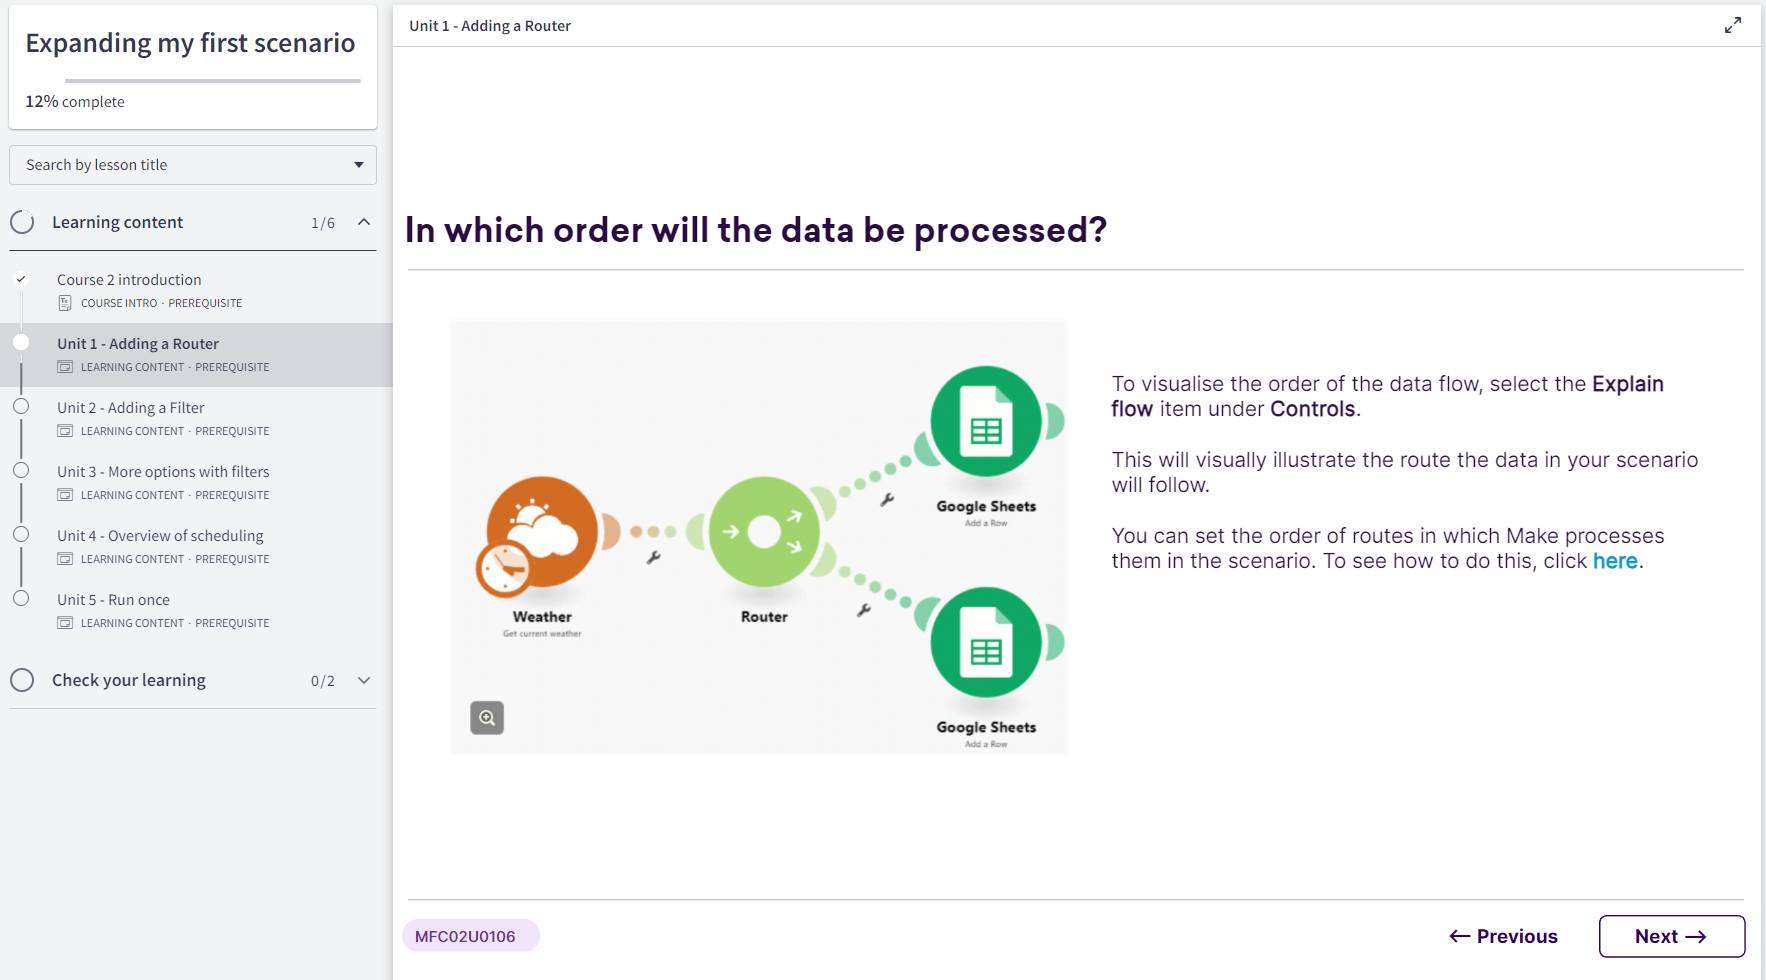 Expanding my first scenario
12% complete
Search by lesson title
Learning content 1/6
Course 2 introduction
COURSE INTRO · PREREQUISITE
Unit 1 - Adding a Router
LEARNING CONTENT · PREREQUISITE
Unit 2 - Adding a Filter
LEARNING CONTENT · PREREQUISITE
Unit 3 - More options with filters
LEARNING CONTENT · PREREQUISITE
Unit 4 - Overview of scheduling
LEARNING CONTENT · PREREQUISITE
Unit 5 - Run once
LEARNING CONTENT · PREREQUISITE
Check your learning 0/2
Unit 1 - Adding a Router
In which order will the data be processed?
Weather
Get current weather
Router
Google Sheets
Add a Row
Google Sheets
Add a Row
To visualise the order of the data flow, select the Explain
flow item under Controls.
This will visually illustrate the route the data in your scenario
will follow.
You can set the order of routes in which Make processes
them in the scenario. To see how to do this, click here.
MFC02U0106
← Previous
Next →